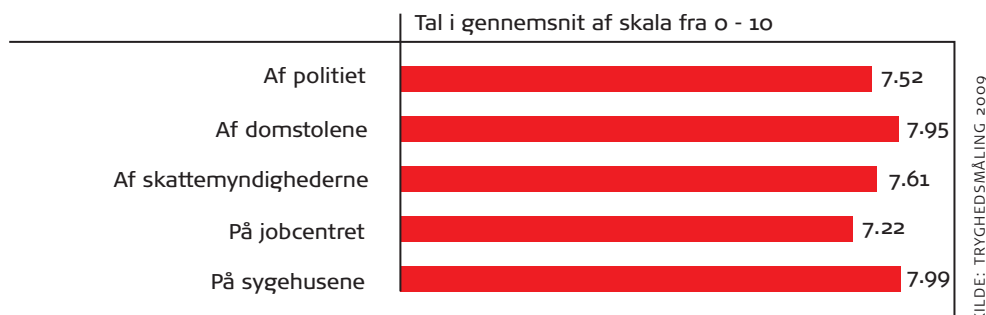 Tal i gennemsnit af skala fra 0 - 10
Af politiet 7.52
Af domstolene 7.95
Af skattemyndighederne 7.61
På jobcentret 7.22
På sygehusene 7.99
KILDE: TRYGHEDSMÅLING 2009